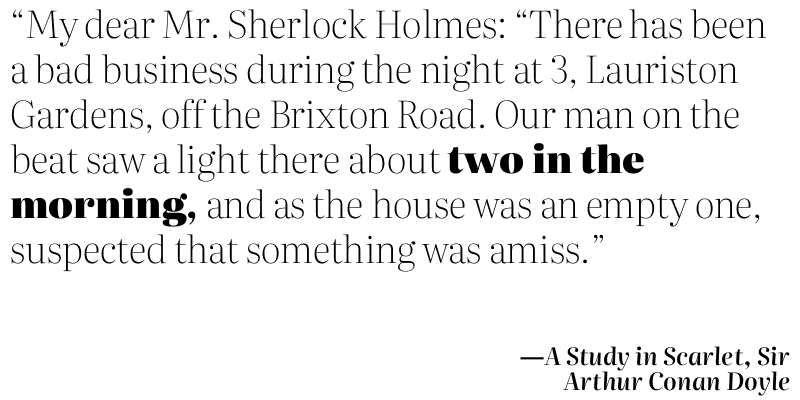 “My dear Mr. Sherlock Holmes: “There has been
a bad business during the night at 3, Lauriston
Gardens, off the Brixton Road. Our man on the
beat saw a light there about two in the
morning, and as the house was an empty one,
suspected that something was amiss.”
—A Study in Scarlet, Sir
Arthur Conan Doyle